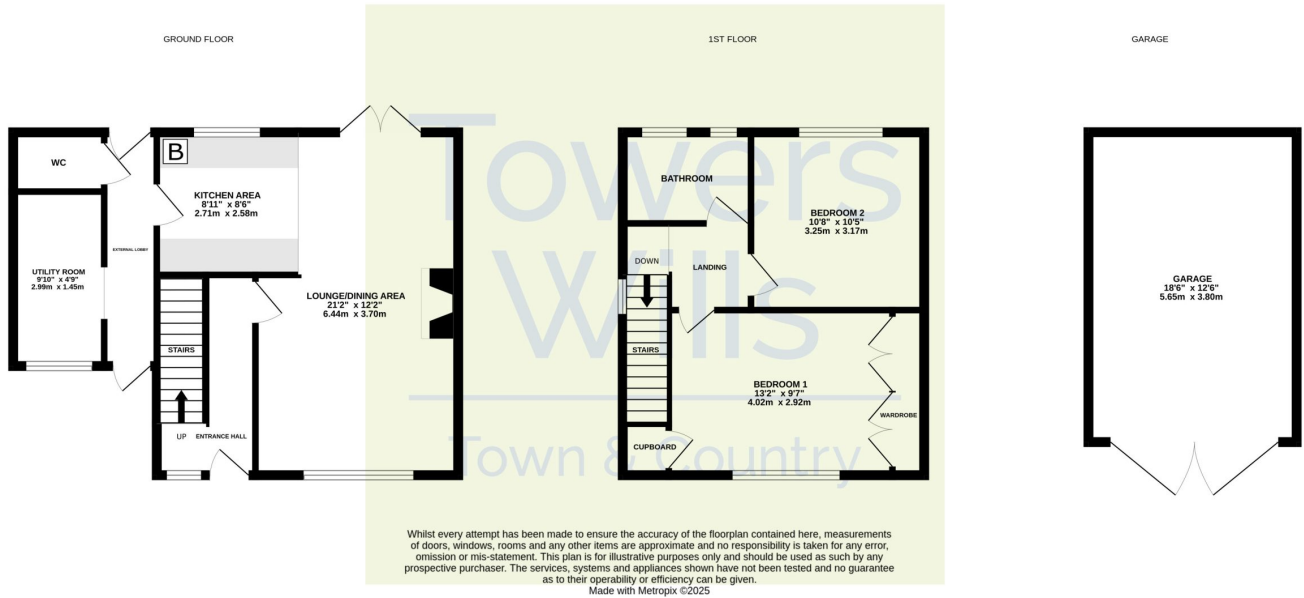 GROUND FLOOR
1ST FLOOR
GARAGE
WC
B
KITCHEN AREA
8'11" x 8'6"
2.71m x 2.58m
EXTERNAL LOBBY
UTILITY ROOM
9'10" x 4'9"
2.99m x 1.45m
LOUNGE/DINING AREA
21'2" x 12'2"
6.44m x 3.70m
STAIRS
UP
ENTRANCE HALL
BATHROOM
BEDROOM 2
10'8" x 10'5"
3.25m x 3.17m
DOWN
LANDING
STAIRS
BEDROOM 1
13'2" x 9'7"
4.02m x 2.92m
WARDROBE
CUPBOARD
GARAGE
18'6" x 12'6"
5.65m x 3.80m
Towers
Wills
Town & Country
Whilst every attempt has been made to ensure the accuracy of the floorplan contained here, measurements
of doors, windows, rooms and any other items are approximate and no responsibility is taken for any error,
omission or mis-statement. This plan is for illustrative purposes only and should be used as such by any
prospective purchaser. The services, systems and appliances shown have not been tested and no guarantee
as to their operability or efficiency can be given.
Made with Metropix ©2025